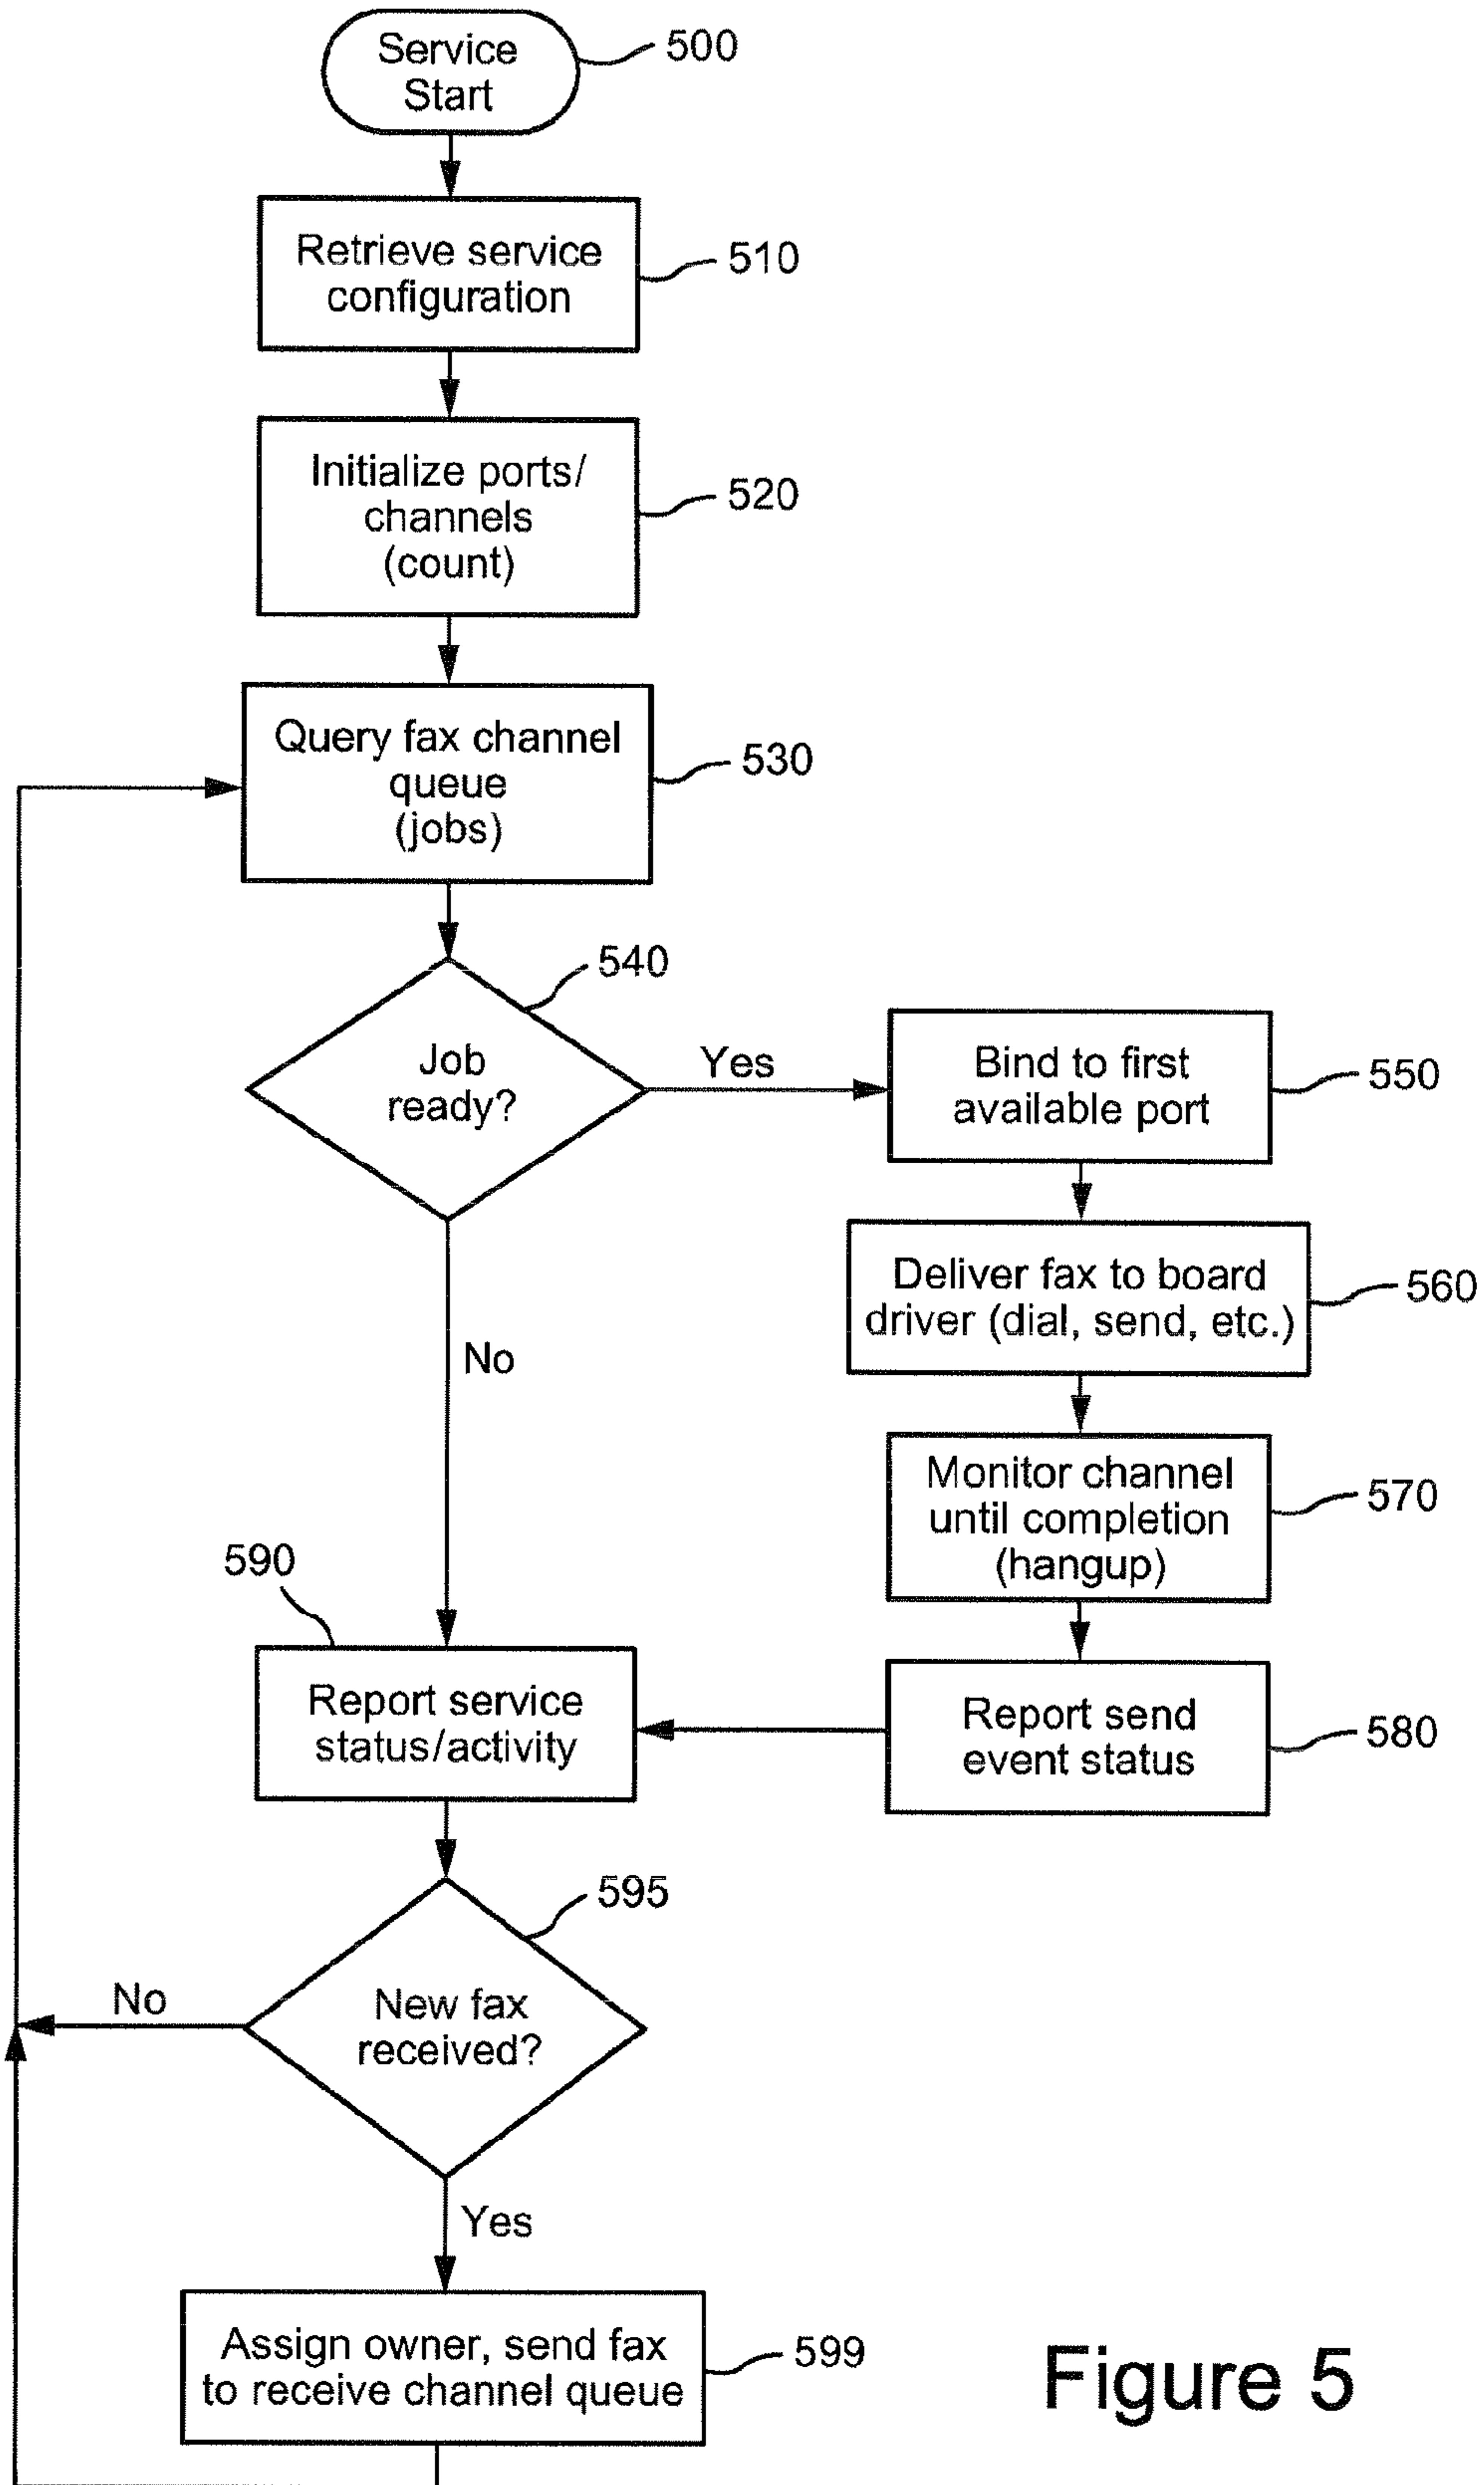 Service
Start
500
Retrieve service
configuration
510
Initialize ports/
channels
(count)
520
Query fax channel
queue
(jobs)
530
540
Job
ready?
Yes
No
Bind to first
available port
550
Deliver fax to board
driver (dial, send, etc.)
560
Monitor channel
until completion
(hangup)
570
Report send
event status
580
590
Report service
status/activity
595
New fax
received?
No
Yes
Assign owner, send fax
to receive channel queue
599
Figure 5